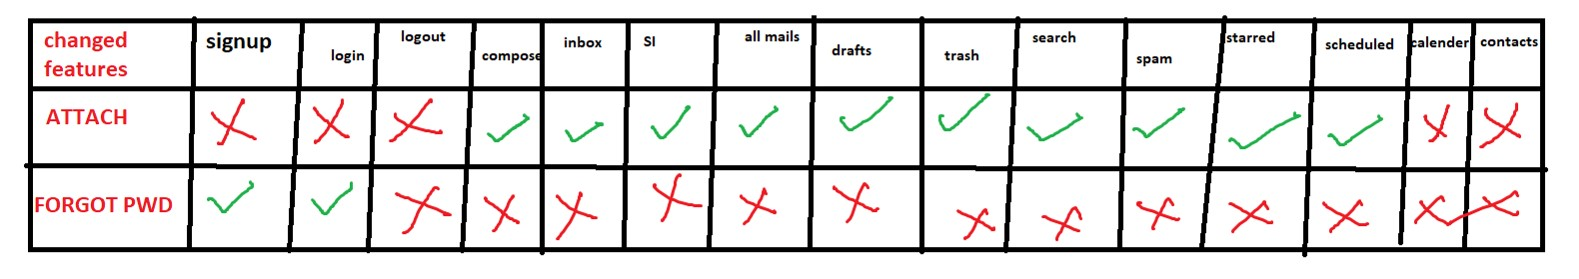 changed features signup login logout compose inbox SI all mails drafts trash search spam starred scheduled calender contacts
ATTACH
FORGOT PWD